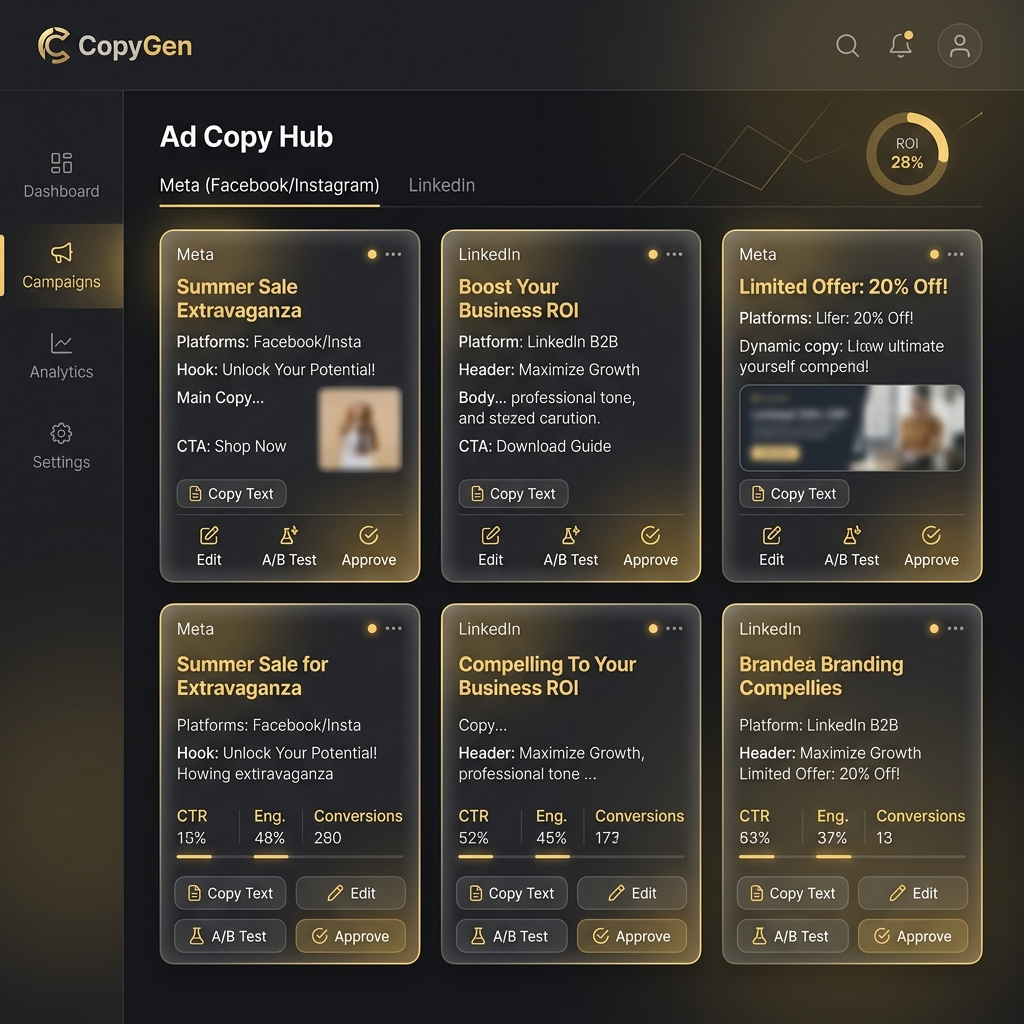 CopyGen
Ad Copy Hub
ROI
28%
Meta (Facebook/Instagram)
Linkedin
Dashboard
Campaigns
Analytics
Settings
Meta
Summer Sale
Extravaganza
Platforms: Facebook/Insta
Hook: Unlock Your Potential!
Main Copy...
CTA: Shop Now
Copy Text
Edit
A/B Test
Approve
LinkedIn
Boost Your
Business ROI
Platform: LinkedIn B2B
Header: Maximize Growth
Body... professional tone,
and stezed carution.
CTA: Download Guide
Copy Text
Edit
A/B Test
Approve
Meta
Limited Offer: 20% Off!
Platforms: Lifer: 20% Off!
Dynamic copy: ultimate
yourself compend!
Copy Text
Edit
A/B Test
Approve
Meta
Summer Sale for
Extravaganza
Platforms: Facebook/Insta
Hook: Unlock Your Potential!
Howing extiravaganza
CTR
Eng.
Conversions
15%
48%
280
Copy Text
Edit
A/B Test
Approve
LinkedIn
Compelling To Your
Business ROI
Copy...
Header: Maximize Growth,
professional tone ...
CTR
Eng.
Conversions
52%
45%
173
Copy Text
Edit
A/B Test
Approve
LinkedIn
Brandea Branding
Compellies
Platform: LinkedIn B2B
Header: Maximize Growth
Limited Offer: 20% Off!
CTR
Eng.
Conversions
63%
37%
13
Copy Text
Edit
A/B Test
Approve